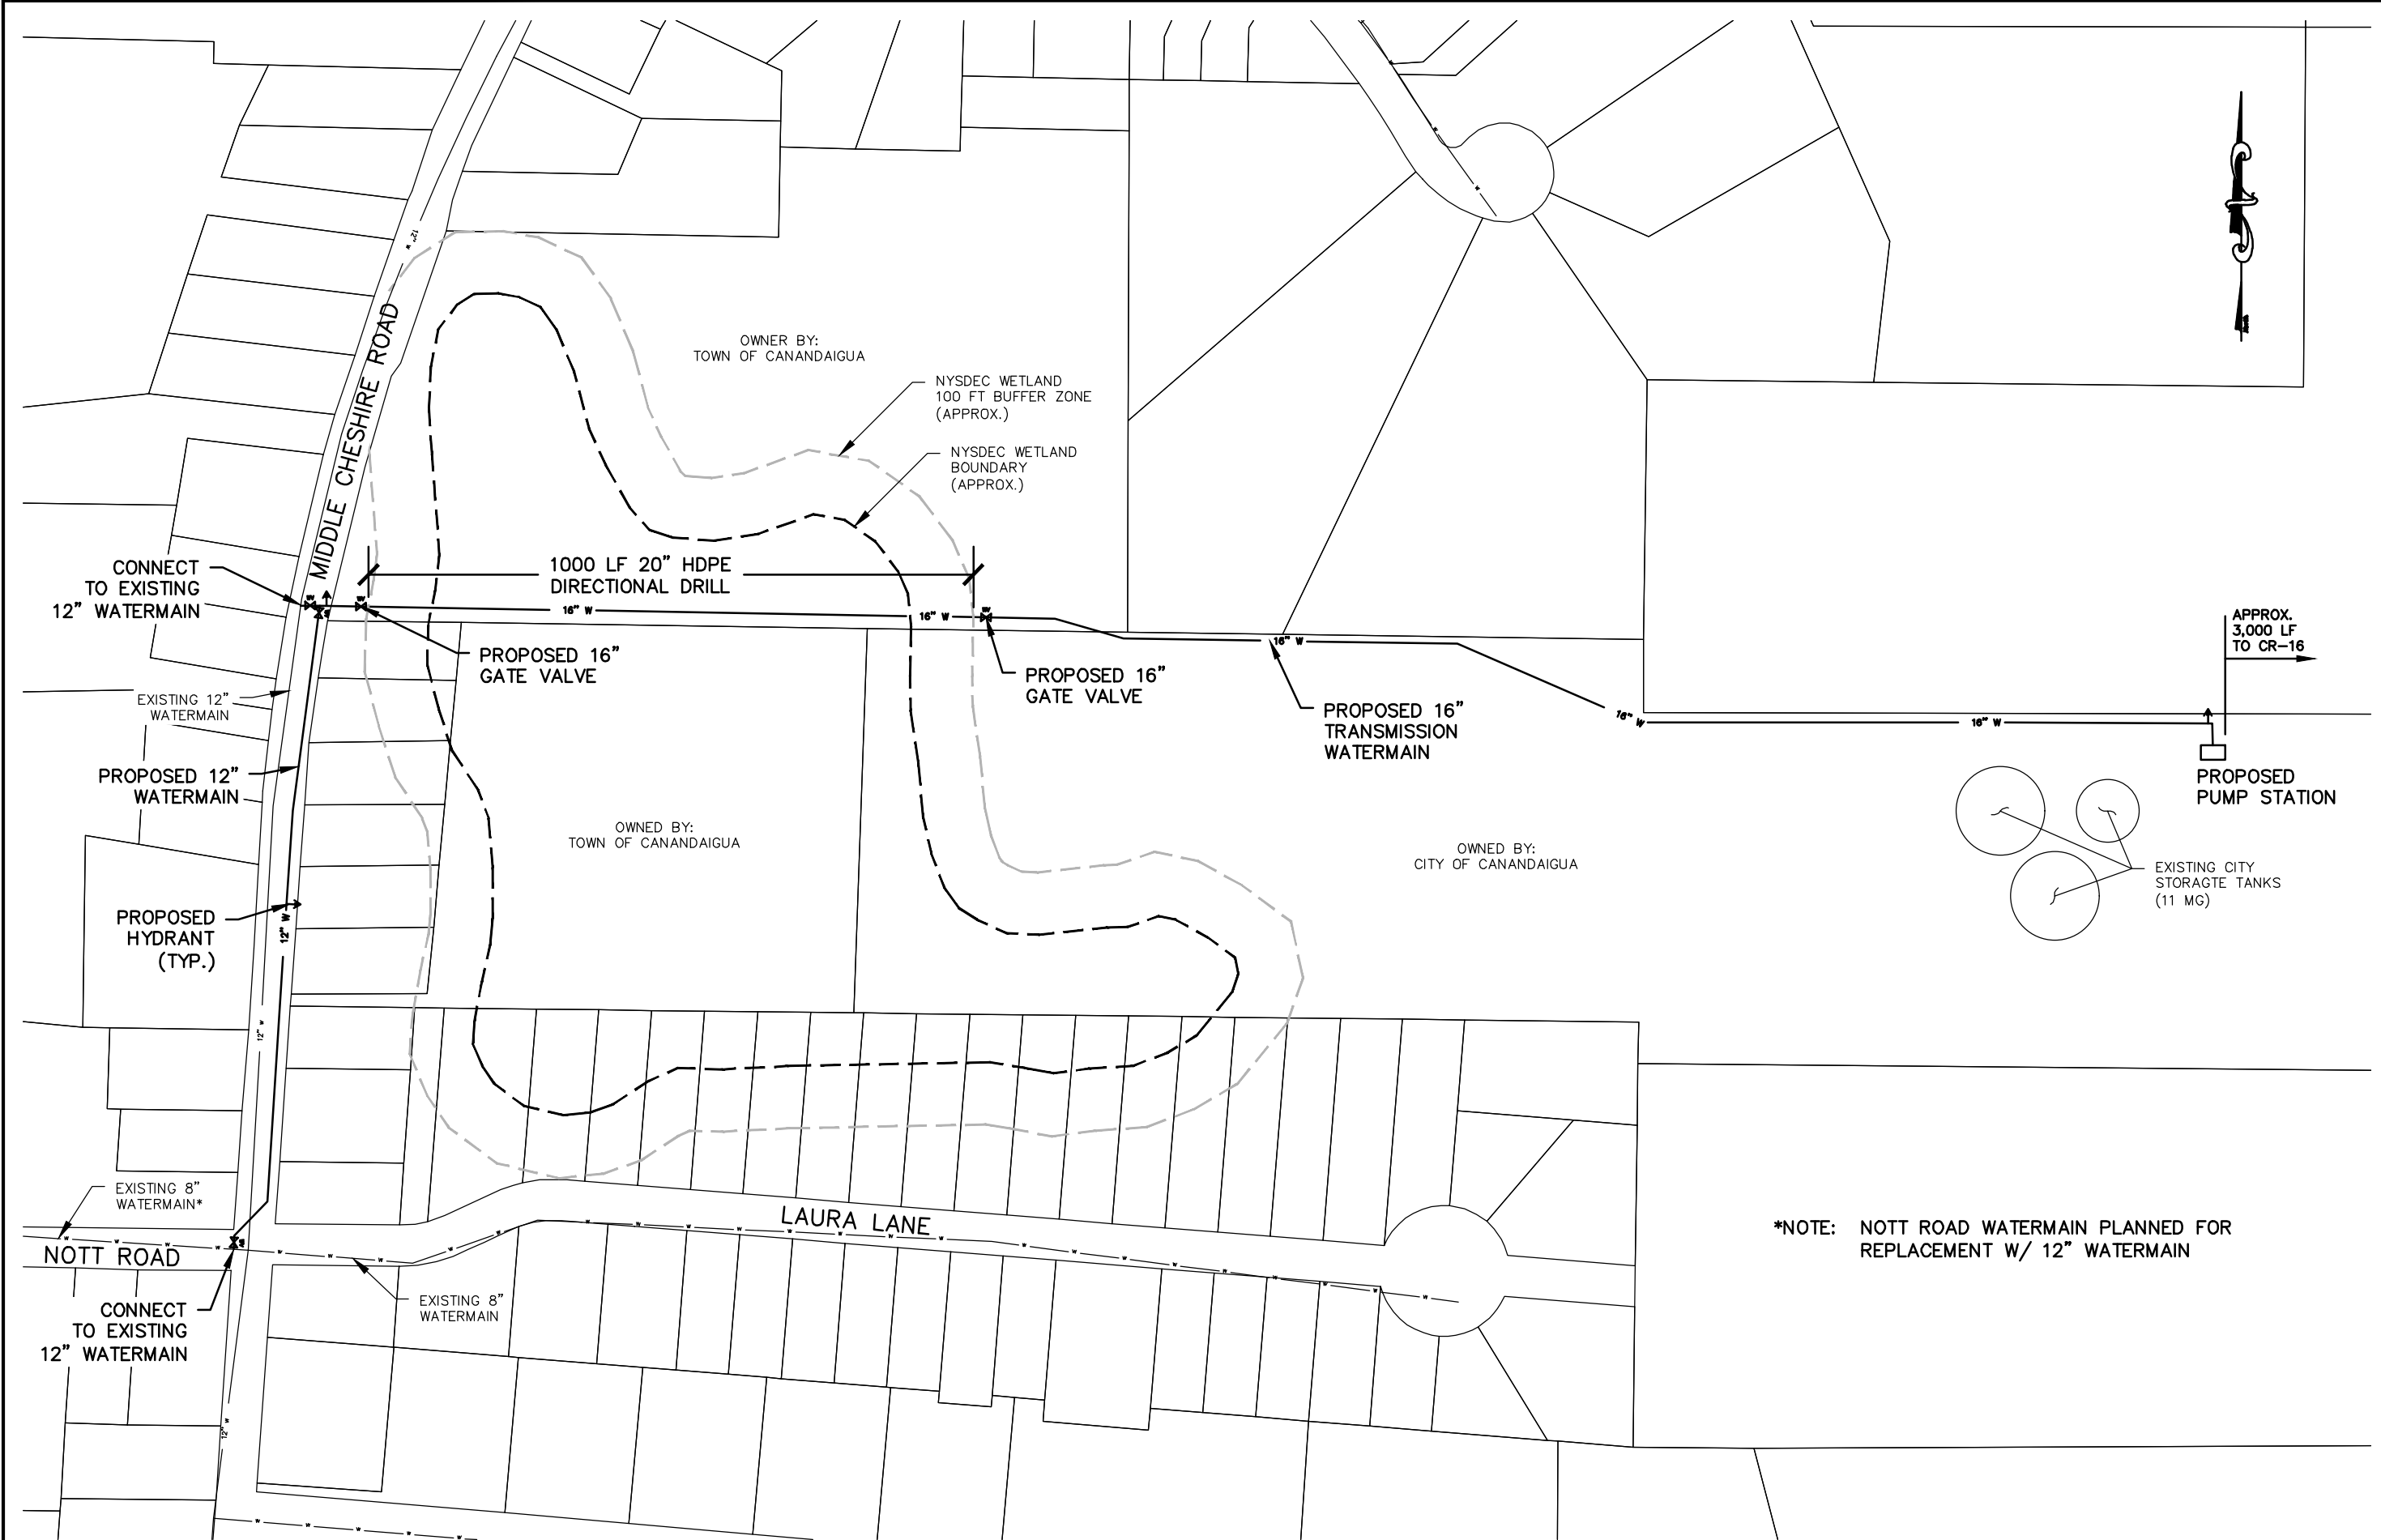 12" W
OWNER BY:
TOWN OF CANANDAIGUA
NYSDEC WETLAND
100 FT BUFFER ZONE
(APPROX.)
NYSDEC WETLAND
BOUNDARY
(APPROX.)
MIDDLE CHESHIRE ROAD
CONNECT
TO EXISTING
12" WATERMAIN
1000 LF 20" HDPE
DIRECTIONAL DRILL
16" W
16" W
16" W
16" W
16" W
APPROX.
3,000 LF
TO CR-16
PROPOSED 16"
GATE VALVE
PROPOSED 16"
GATE VALVE
PROPOSED 16"
TRANSMISSION
WATERMAIN
EXISTING 12"
WATERMAIN
PROPOSED 12"
WATERMAIN
PROPOSED
PUMP STATION
OWNED BY:
TOWN OF CANANDAIGUA
OWNED BY:
CITY OF CANANDAIGUA
EXISTING CITY
STORAGTE TANKS
(11 MG)
PROPOSED
HYDRANT
(TYP.)
12" W
12" W
EXISTING 8"
WATERMAIN*
NOTT ROAD
LAURA LANE
*NOTE: NOTT ROAD WATERMAIN PLANNED FOR
REPLACEMENT W/ 12" WATERMAIN
EXISTING 8"
WATERMAIN
CONNECT
TO EXISTING
12" WATERMAIN
12" W